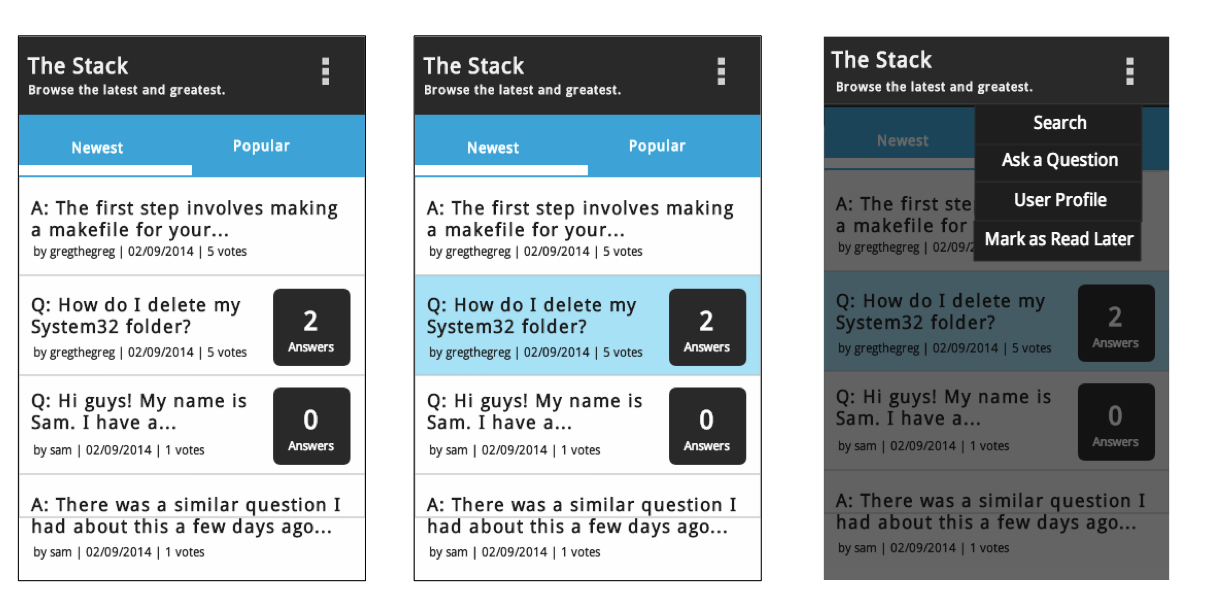 The Stack
Browse the latest and greatest.
Newest
Popular
A: The first step involves making
a makefile for your...
by gregthegreg | 02/09/2014 | 5 votes
Q: How do I delete my
System32 folder?
by gregthegreg | 02/09/2014 | 5 votes
2
Answers
Q: Hi guys! My name is
Sam. I have a...
by sam | 02/09/2014 | 1 votes
0
Answers
A: There was a similar question I
had about this a few days ago...
by sam | 02/09/2014 | 1 votes
The Stack
Browse the latest and greatest.
Newest
Popular
A: The first step involves making
a makefile for your...
by gregthegreg | 02/09/2014 | 5 votes
Q: How do I delete my
System32 folder?
by gregthegreg | 02/09/2014 | 5 votes
2
Answers
Q: Hi guys! My name is
Sam. I have a...
by sam | 02/09/2014 | 1 votes
0
Answers
A: There was a similar question I
had about this a few days ago...
by sam | 02/09/2014 | 1 votes
The Stack
Browse the latest and greatest.
Newest
Search
Ask a Question
User Profile
Mark as Read Later
A: The first ste
a makefile for
by gregthegreg | 02/09/2
Q: How do I delete my
System32 folder?
by gregthegreg | 02/09/2014 | 5 votes
2
Answers
Q: Hi guys! My name is
Sam. I have a...
by sam | 02/09/2014 | 1 votes
0
Answers
A: There was a similar question I
had about this a few days ago...
by sam | 02/09/2014 | 1 votes